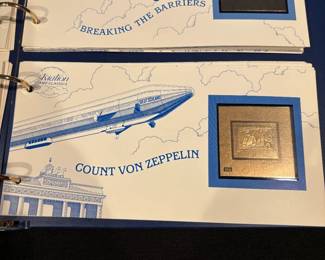 BREAKING THE BARRIERS
Aviation
COUNT VON ZEPPELIN